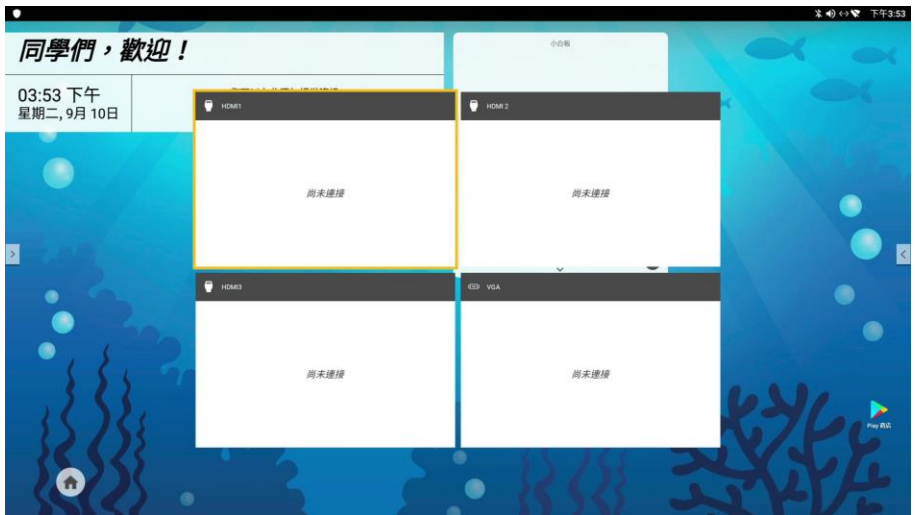 下午3:53
同學們，歡迎！
小白板
03:53 下午
星期二, 9月 10日
HDMI1
HDMI 2
尚未連接
尚未連接
HDMI3
VGA
尚未連接
尚未連接
Play 商店